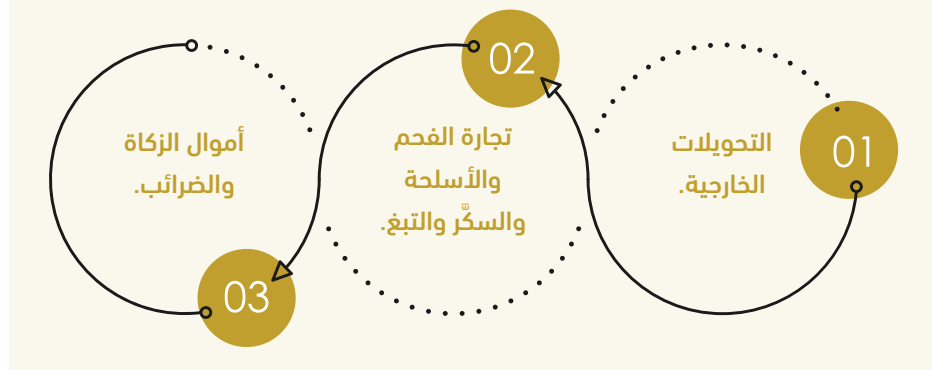 01
التحويلات
الخارجية.
02
تجارة الفحم
والأسلحة
والسكَّر والتبغ.
03
أموال الزكاة
والضرائب.